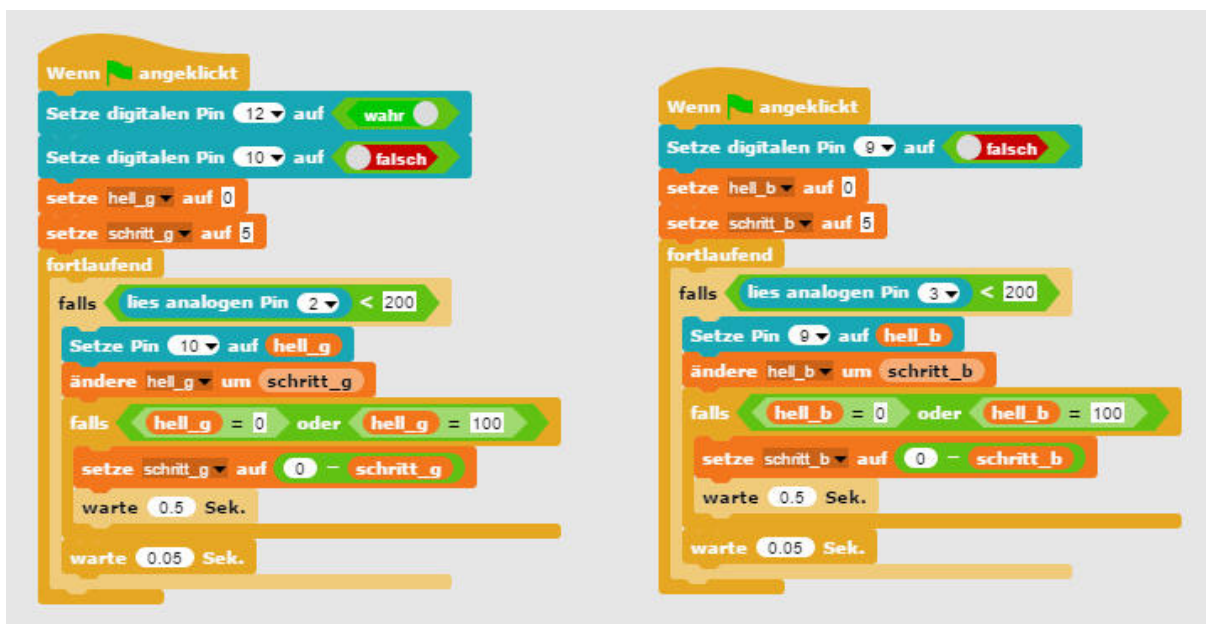 Wenn angeklickt
Setze digitalen Pin 12 auf wahr
Setze digitalen Pin 10 auf falsch
setze hell_g auf 0
setze schritt_g auf 5
fortlaufend
falls lies analogen Pin 2 < 200
Setze Pin 10 auf hell_g
ändere hell_g um schritt_g
falls hell_g = 0 oder hell_g = 100
setze schritt_g auf 0 - schritt_g
warte 0.5 Sek.
warte 0.05 Sek.
Wenn angeklickt
Setze digitalen Pin 9 auf falsch
setze hell_b auf 0
setze schritt_b auf 5
fortlaufend
falls lies analogen Pin 3 < 200
Setze Pin 9 auf hell_b
ändere hell_b um schritt_b
falls hell_b = 0 oder hell_b = 100
setze schritt_b auf 0 - schritt_b
warte 0.5 Sek.
warte 0.05 Sek.